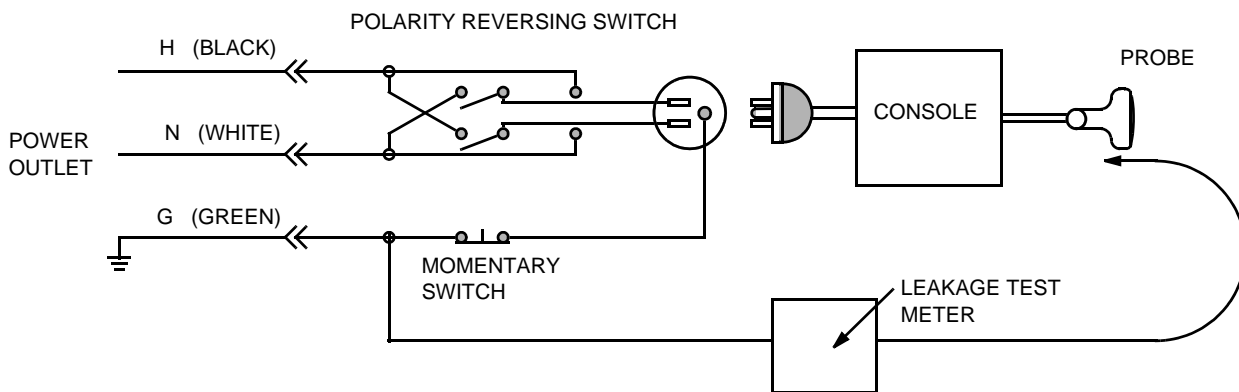 POLARITY REVERSING SWITCH
H (BLACK)
PROBE
CONSOLE
N (WHITE)
POWER
OUTLET
G (GREEN)
MOMENTARY
SWITCH
LEAKAGE TEST
METER